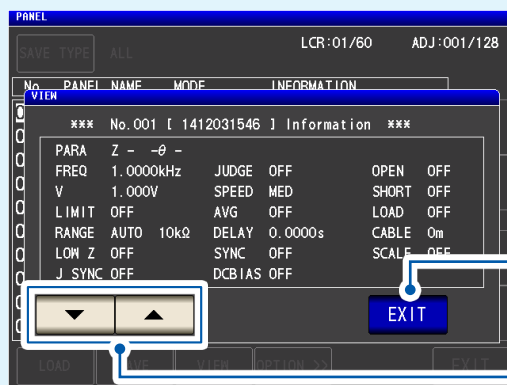 PANEL
LCR:01/60 ADJ:001/128
SAVE TYPE ALL
No. PANEL NAME MODE INFORMATION
VIEW
*** No.001 [ 1412031546 ] Information ***
PARA Z - -θ -
FREQ 1.0000kHz JUDGE OFF OPEN OFF
V 1.000V SPEED MED SHORT OFF
LIMIT OFF AVG OFF LOAD OFF
RANGE AUTO 10kΩ DELAY 0.0000s CABLE 0m
LOW Z OFF SYNC OFF SCALE OFF
J SYNC OFF DCBIAS OFF
EXIT
LOAD SAVE VIEW OPTION >> EXIT